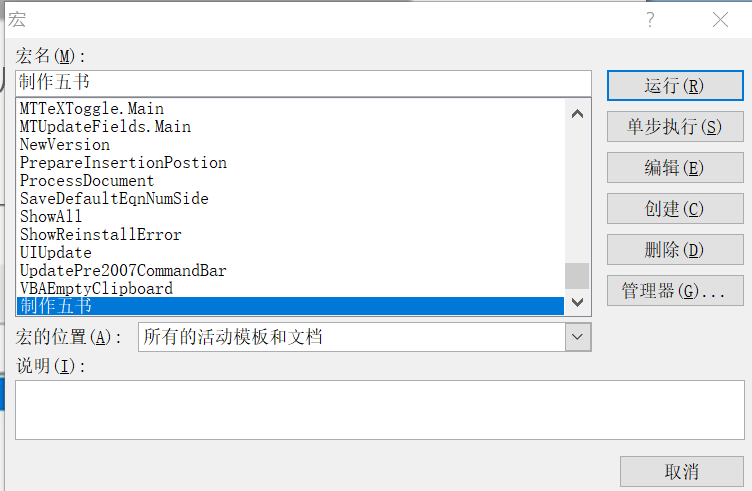 宏
宏名(M):
制作五书
运行(R)
MTTeXToggle.Main
MTUpdateFields.Main
NewVersion
PrepareInsertionPostion
ProcessDocument
SaveDefaultEqnNumSide
ShowAll
ShowReinstallError
UIUpdate
UpdatePre2007CommandBar
VBAEmptyClipboard
制作五书
单步执行(S)
编辑(E)
创建(C)
删除(D)
管理器(G)...
宏的位置(A):
所有的活动模板和文档
说明(I):
取消